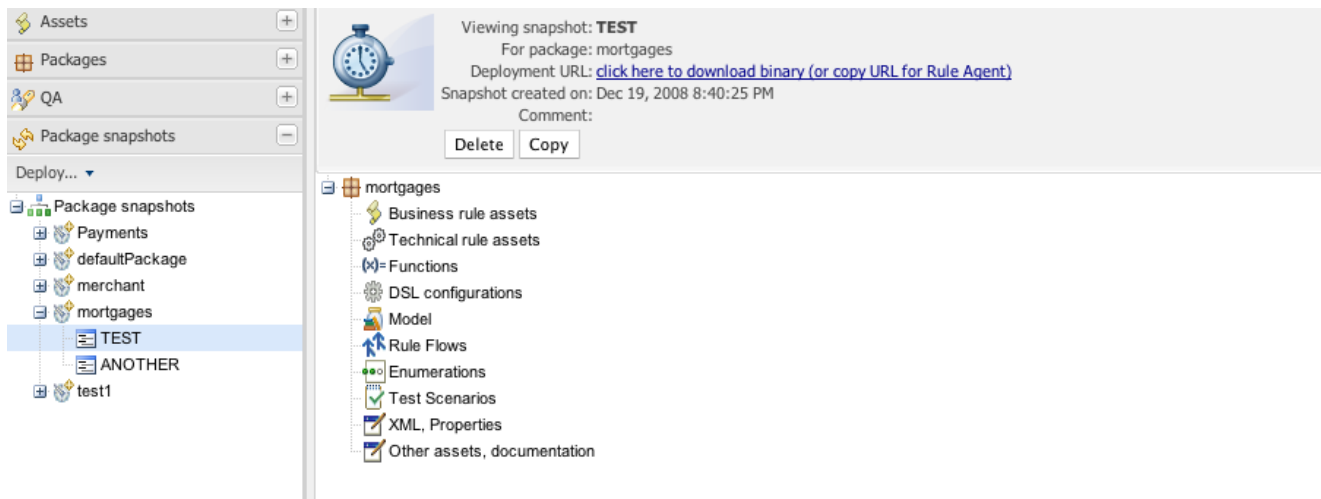 Assets
Packages
QA
Package snapshots
Deploy...
Package snapshots
Payments
defaultPackage
merchant
mortgages
TEST
ANOTHER
test1
Viewing snapshot: TEST
For package: mortgages
Deployment URL: click here to download binary (or copy URL for Rule Agent)
Snapshot created on: Dec 19, 2008 8:40:25 PM
Comment:
Delete Copy
mortgages
Business rule assets
Technical rule assets
(x)= Functions
DSL configurations
Model
Rule Flows
Enumerations
Test Scenarios
XML, Properties
Other assets, documentation